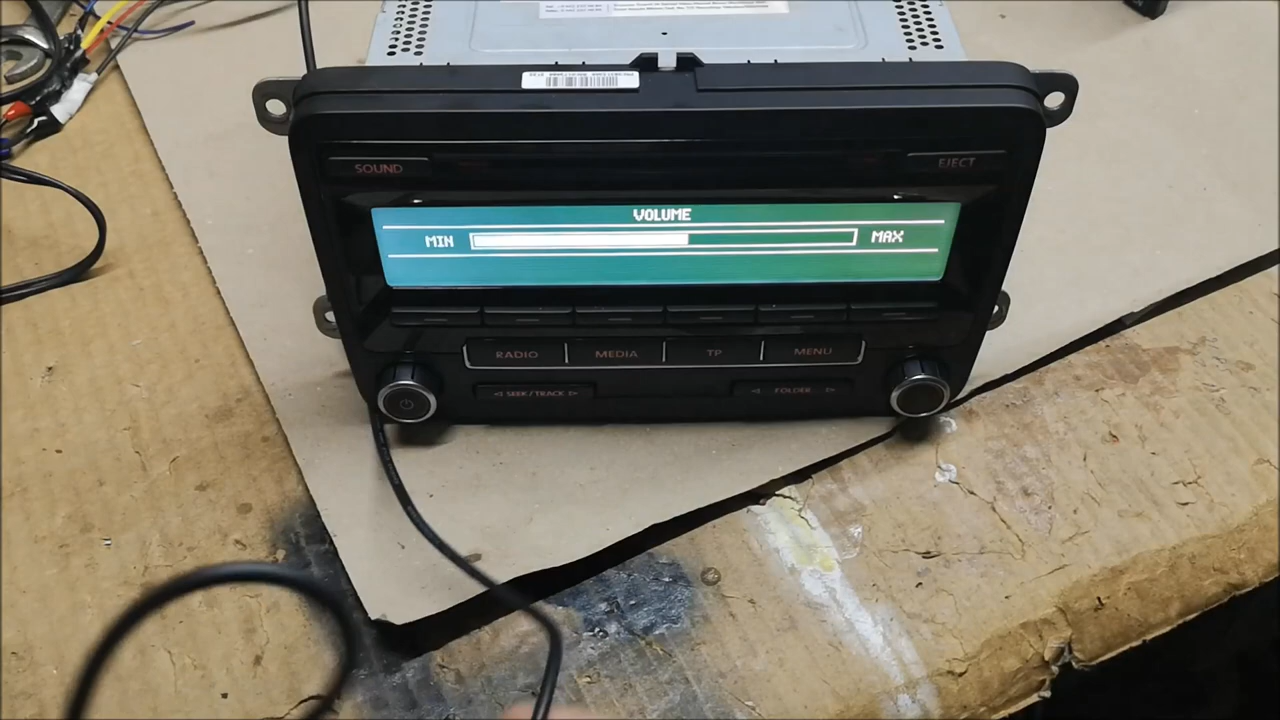 SOUND
EJECT
VOLUME
MIN
MAX
RADIO
MEDIA
TP
MENU
SEEK / TRACK
FOLDER